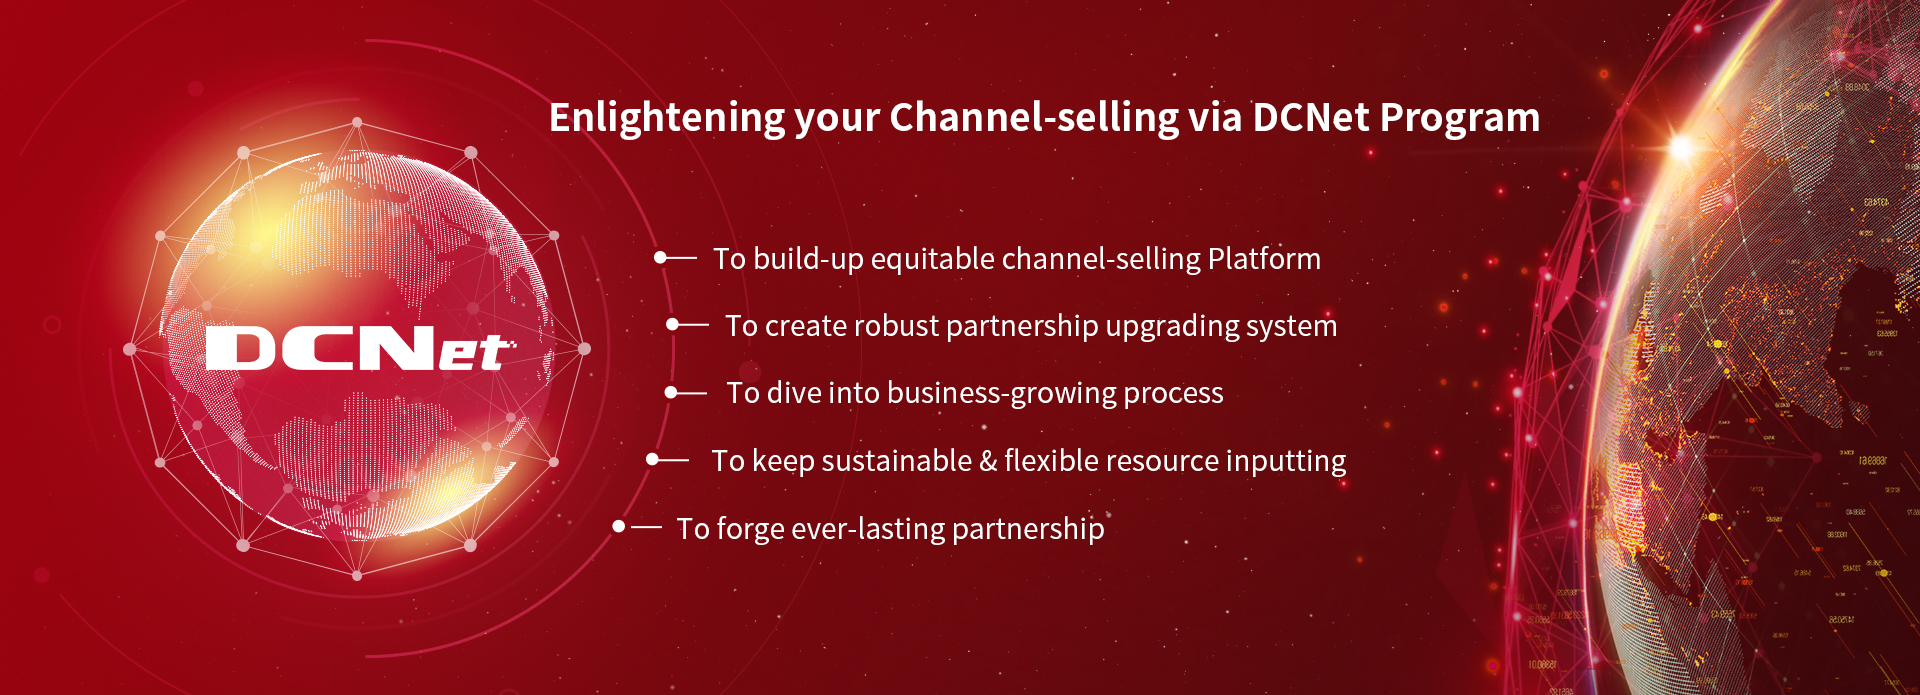 Enlightening your Channel-selling via DCNet Program
To build-up equitable channel-selling Platform
To create robust partnership upgrading system
DCNet
To dive into business-growing process
To keep sustainable & flexible resource inputting
To forge ever-lasting partnership